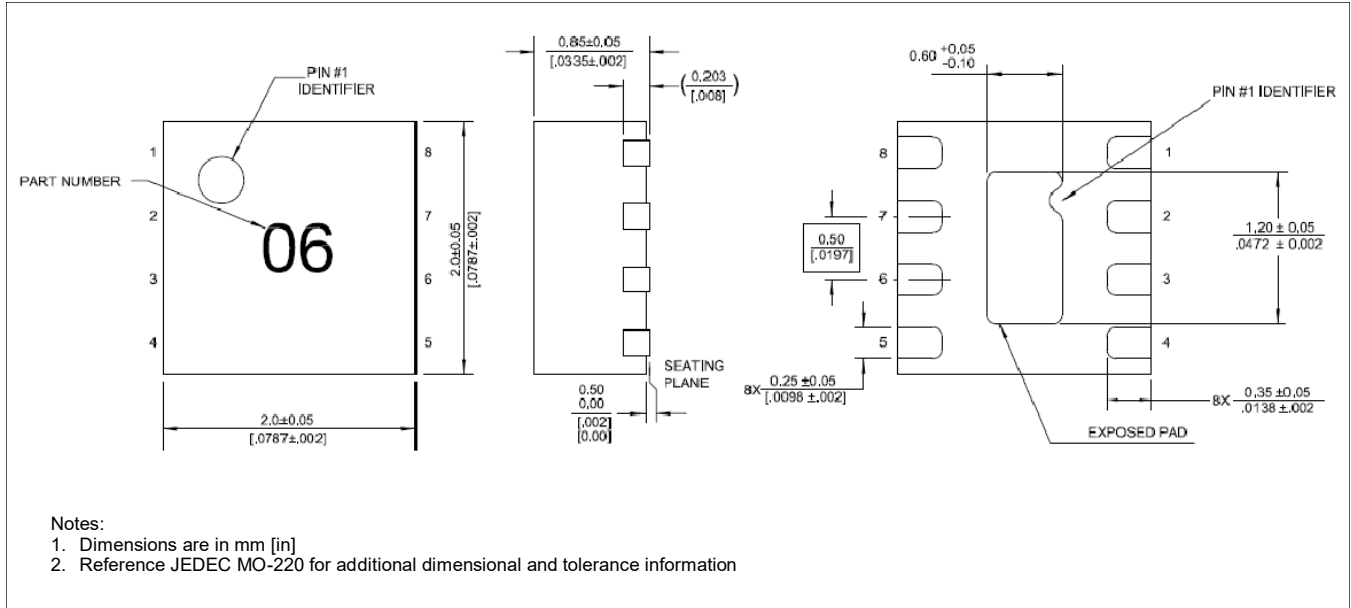 PIN #1
IDENTIFIER
PART NUMBER
1
2
3
4
06
8
7
6
5
2.0±0.05
[.0787±.002]
2.0±0.05
[.0787±.002]
0.85±0.05
[.0335±.002]
(0.203)
[.008]
SEATING
PLANE
0.50
0.00
[.002]
[0.00]
0.60 +0.05
-0.10
PIN #1 IDENTIFIER
8
7
6
5
1
2
3
4
0.50
[.0197]
1.20 ± 0.05
.0472 ± 0.002
8X 0.25 ±0.05
[.0098 ±.002]
8X 0.35 ±0.05
.0138 ±.002
EXPOSED PAD
Notes:
1. Dimensions are in mm [in]
2. Reference JEDEC MO-220 for additional dimensional and tolerance information